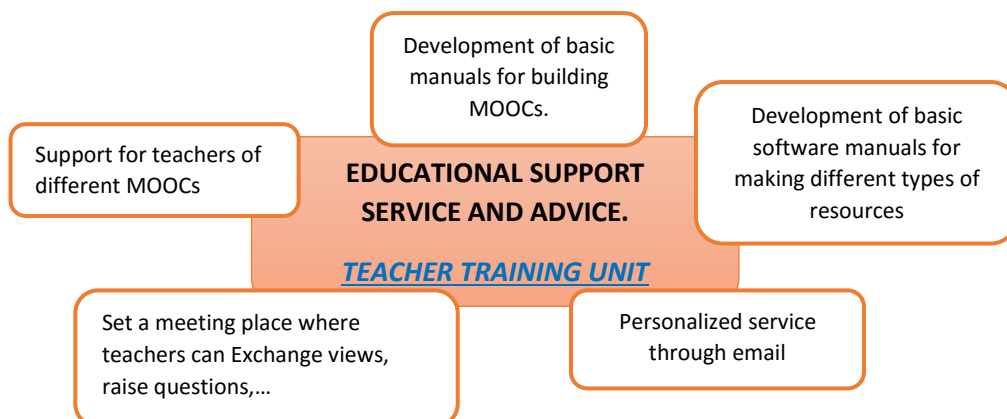 Development of basic
manuals for building
MOOCs.
Development of basic
software manuals for
making different types of
resources
Support for teachers of
different MOOCs
EDUCATIONAL SUPPORT
SERVICE AND ADVICE.
TEACHER TRAINING UNIT
Set a meeting place where
teachers can Exchange views,
raise questions,…
Personalized service
through email